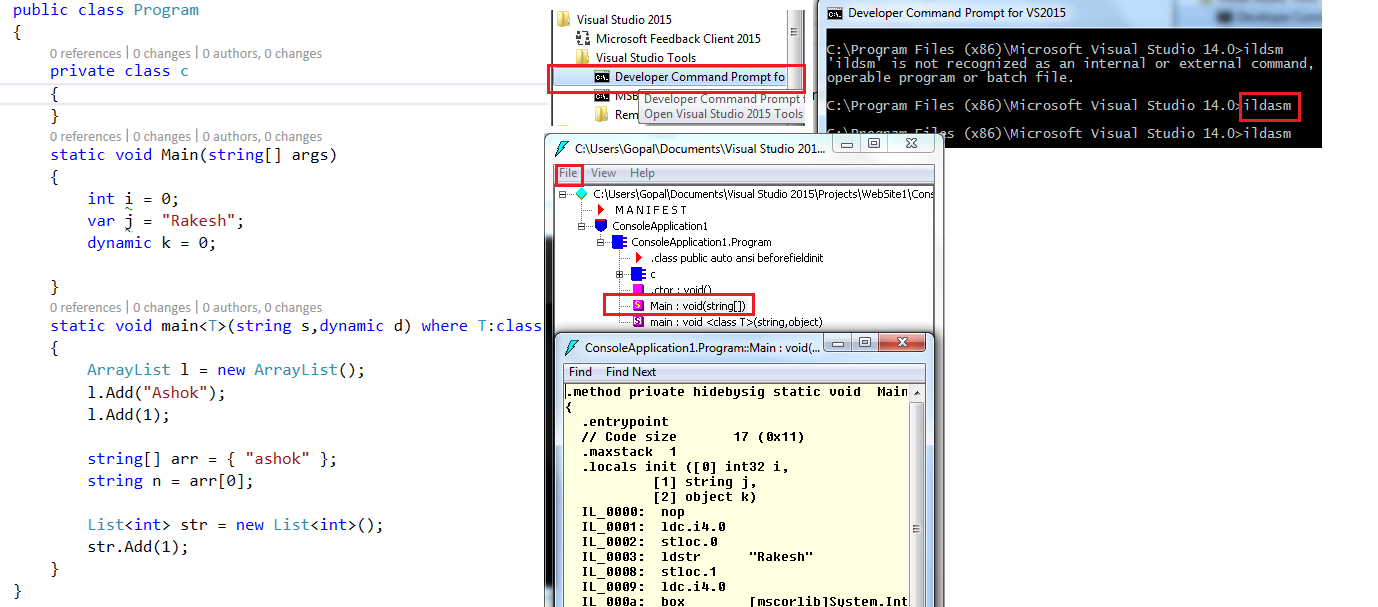 public class Program
{
0 references | 0 changes | 0 authors, 0 changes
private class c
{
}
0 references | 0 changes | 0 authors, 0 changes
static void Main(string[] args)
{
int i = 0;
var j = "Rakesh";
dynamic k = 0;
}
0 references | 0 changes | 0 authors, 0 changes
static void main<T>(string s,dynamic d) where T:class
{
ArrayList l = new ArrayList();
l.Add("Ashok");
l.Add(1);
string[] arr = { "ashok" };
string n = arr[0];
List<int> str = new List<int>();
str.Add(1);
}
}
Visual Studio 2015
Microsoft Feedback Client 2015
Visual Studio Tools
Developer Command Prompt fo
MSB
Rem
Developer Command Prompt f
Open Visual Studio 2015 Tools
Developer Command Prompt for VS2015
C:\Program Files (x86)\Microsoft Visual Studio 14.0>ildsm
'ildsm' is not recognized as an internal or external command,
operable program or batch file.
C:\Program Files (x86)\Microsoft Visual Studio 14.0>ildasm
C:\Program Files (x86)\Microsoft Visual Studio 14.0>ildasm
C:\Users\Gopal\Documents\Visual Studio 201...
File View Help
C:\Users\Gopal\Documents\Visual Studio 2015\Projects\WebSite1\Cons
M A N I F E S T
ConsoleApplication1
ConsoleApplication1.Program
.class public auto ansi beforefieldinit
c
.ctor : void()
Main : void(string[])
main : void <class T>(string,object)
ConsoleApplication1.Program::Main : void(...
Find Find Next
.method private hidebysig static void  Main
{
.entrypoint
// Code size       17 (0x11)
.maxstack  1
.locals init ([0] int32 i,
[1] string j,
[2] object k)
IL_0000:  nop
IL_0001:  ldc.i4.0
IL_0002:  stloc.0
IL_0003:  ldstr      "Rakesh"
IL_0008:  stloc.1
IL_0009:  ldc.i4.0
IL_000a:  box        [mscorlib]System.Int